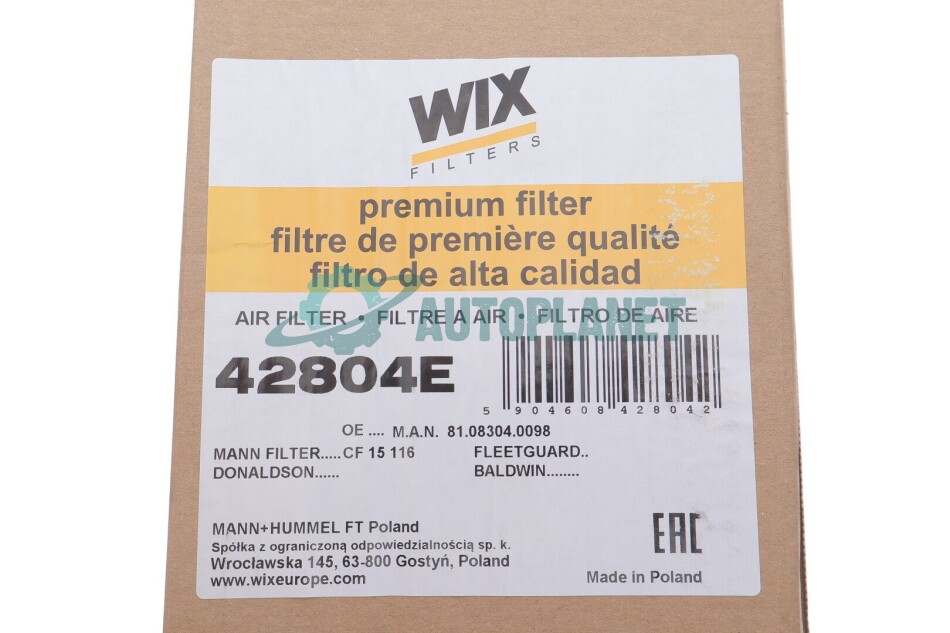 WIX
FILTERS
premium filter
filtre de première qualité
filtro de alta calidad
AUTOPLANET
AIR FILTER • FILTRE A AIR • FILTRO DE AIRE
42804E
5 904608 428042
OE .... M.A.N. 81.08304.0098
MANN FILTER.....CF 15 116 FLEETGUARD..
DONALDSON...... BALDWIN........
MANN+HUMMEL FT Poland
Spółka z ograniczoną odpowiedzialnością sp. k.
Wrocławska 145, 63-800 Gostyń, Poland
www.wixeurope.com
EAC
Made in Poland